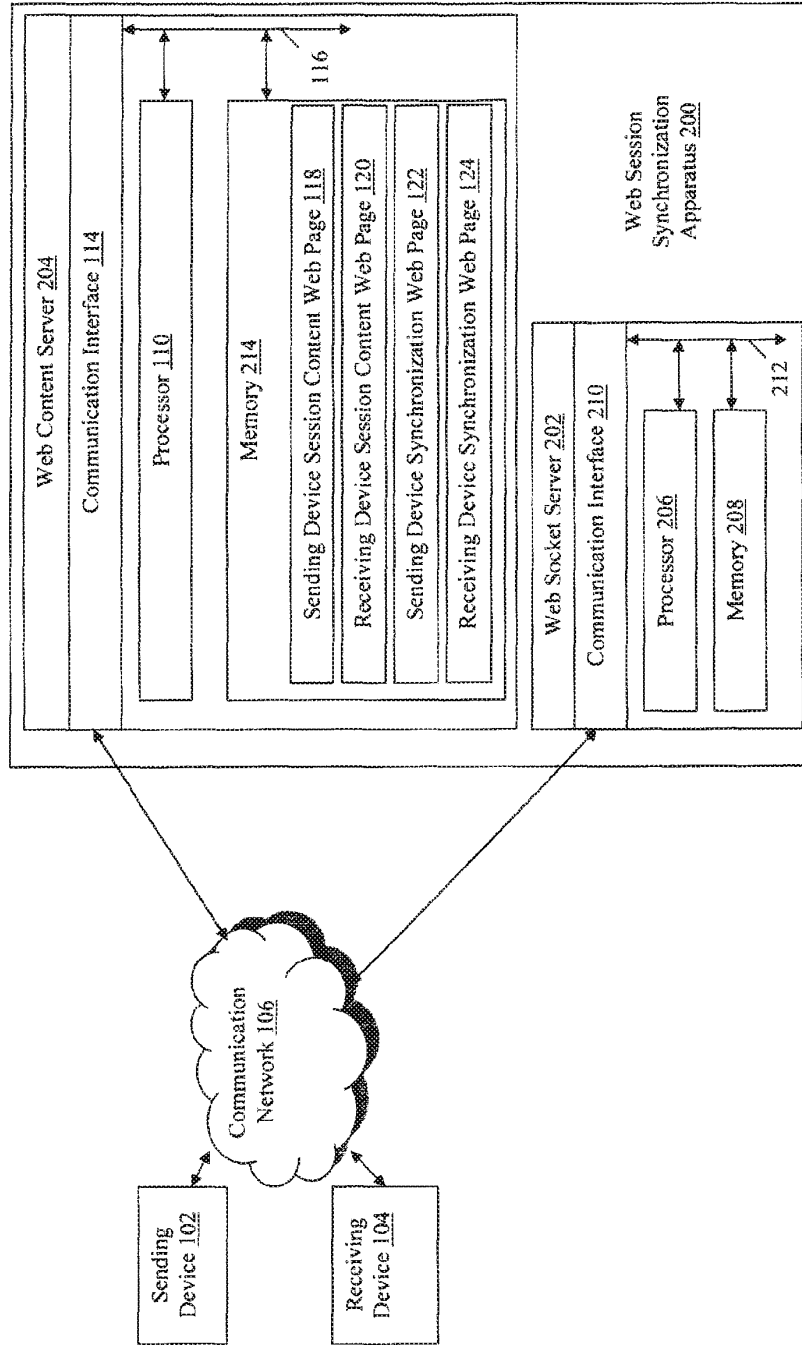 Sending
Device 102
Receiving
Device 104
Communication
Network 106
Web Content Server 204
Communication Interface 114
Processor 110
116
Memory 214
Sending Device Session Content Web Page 118
Receiving Device Session Content Web Page 120
Sending Device Synchronization Web Page 122
Receiving Device Synchronization Web Page 124
Web Socket Server 202
Communication Interface 210
Processor 206
Memory 208
212
Web Session
Synchronization
Apparatus 200